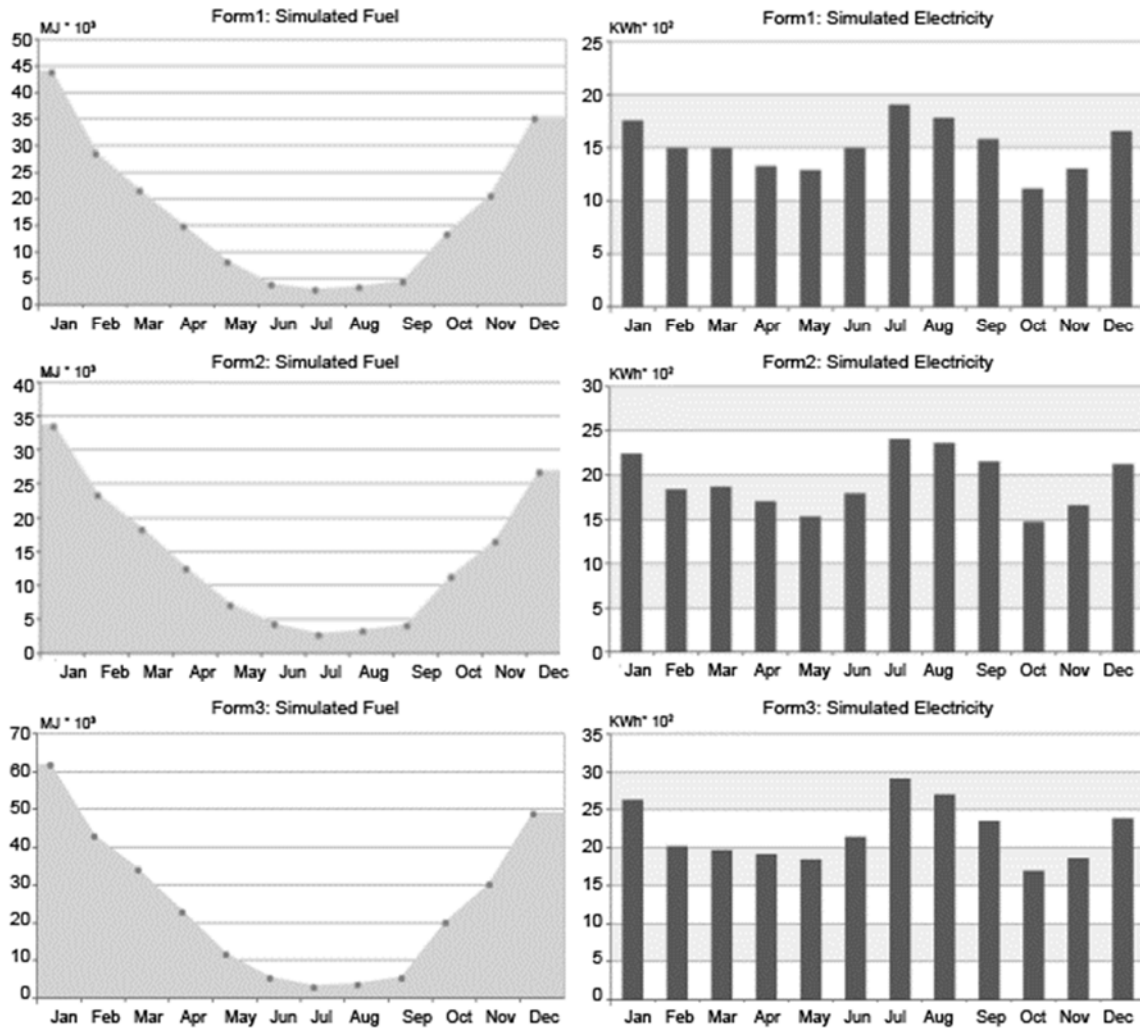 Form1: Simulated Fuel
MJ * 10³
50
45
40
35
30
25
20
15
10
5
0
Jan Feb Mar Apr May Jun Jul Aug Sep Oct Nov Dec
Form1: Simulated Electricity
KWh* 10²
25
20
15
10
5
0
Jan Feb Mar Apr May Jun Jul Aug Sep Oct Nov Dec
Form2: Simulated Fuel
MJ * 10³
40
35
30
25
20
15
10
5
0
Jan Feb Mar Apr May Jun Jul Aug Sep Oct Nov Dec
Form2: Simulated Electricity
KWh* 10²
30
25
20
15
10
5
0
Jan Feb Mar Apr May Jun Jul Aug Sep Oct Nov Dec
Form3: Simulated Fuel
MJ * 10³
70
60
50
40
30
20
10
0
Jan Feb Mar Apr May Jun Jul Aug Sep Oct Nov Dec
Form3: Simulated Electricity
KWh* 10²
35
30
25
20
15
10
5
0
Jan Feb Mar Apr May Jun Jul Aug Sep Oct Nov Dec